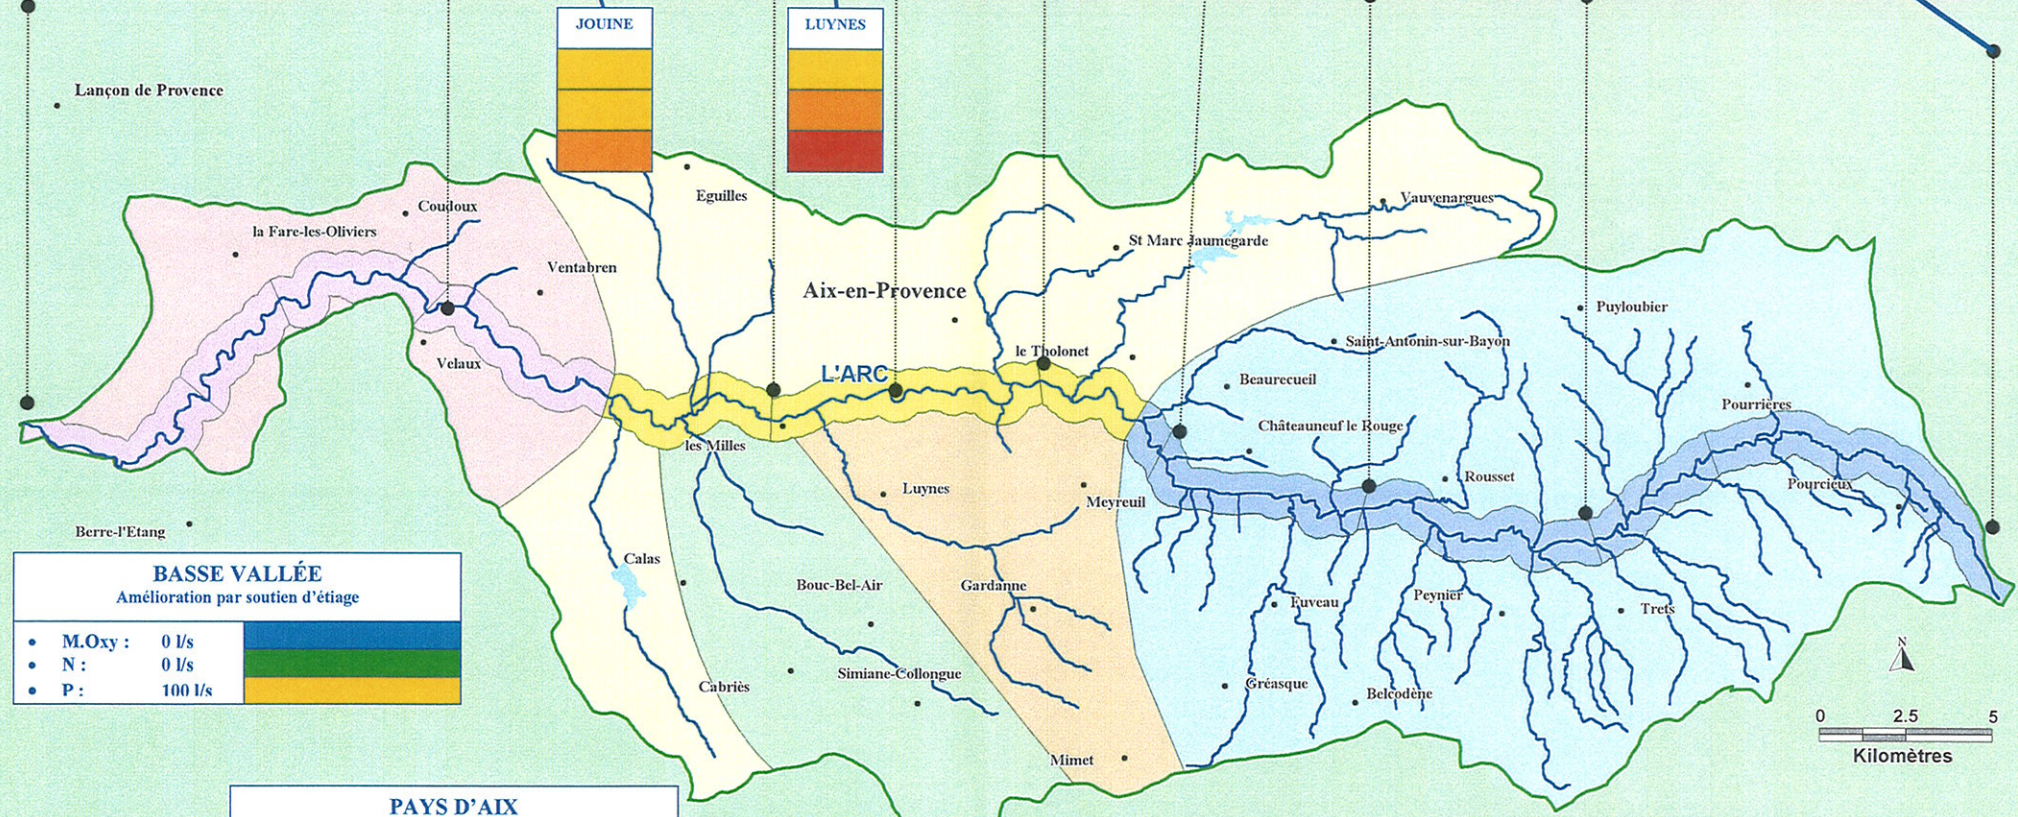 JOUINE
LUYNES
Lançon de Provence
Eguilles
Vauvenargues
Coudoux
la Fare-les-Oliviers
St Marc Jaumegarde
Ventabren
Aix-en-Provence
Puyloubier
Saint-Antonin-sur-Bayon
le Tholonet
Velaux
L'ARC
Beaurecueil
Pourrières
Châteauneuf le Rouge
les Milles
Rousset
Pourcieux
Luynes
Meyreuil
Berre-l'Etang
Calas
Bouc-Bel-Air
Gardanne
Fuveau
Peynier
Trets
BASSE VALLÉE
Amélioration par soutien d'étiage
• M.Oxy : 0 l/s
• N : 0 l/s
• P : 100 l/s
N
Simiane-Collongue
Cabriès
Gréasque
Belcodène
0 2.5 5
Kilomètres
Mimet
PAYS D'AIX